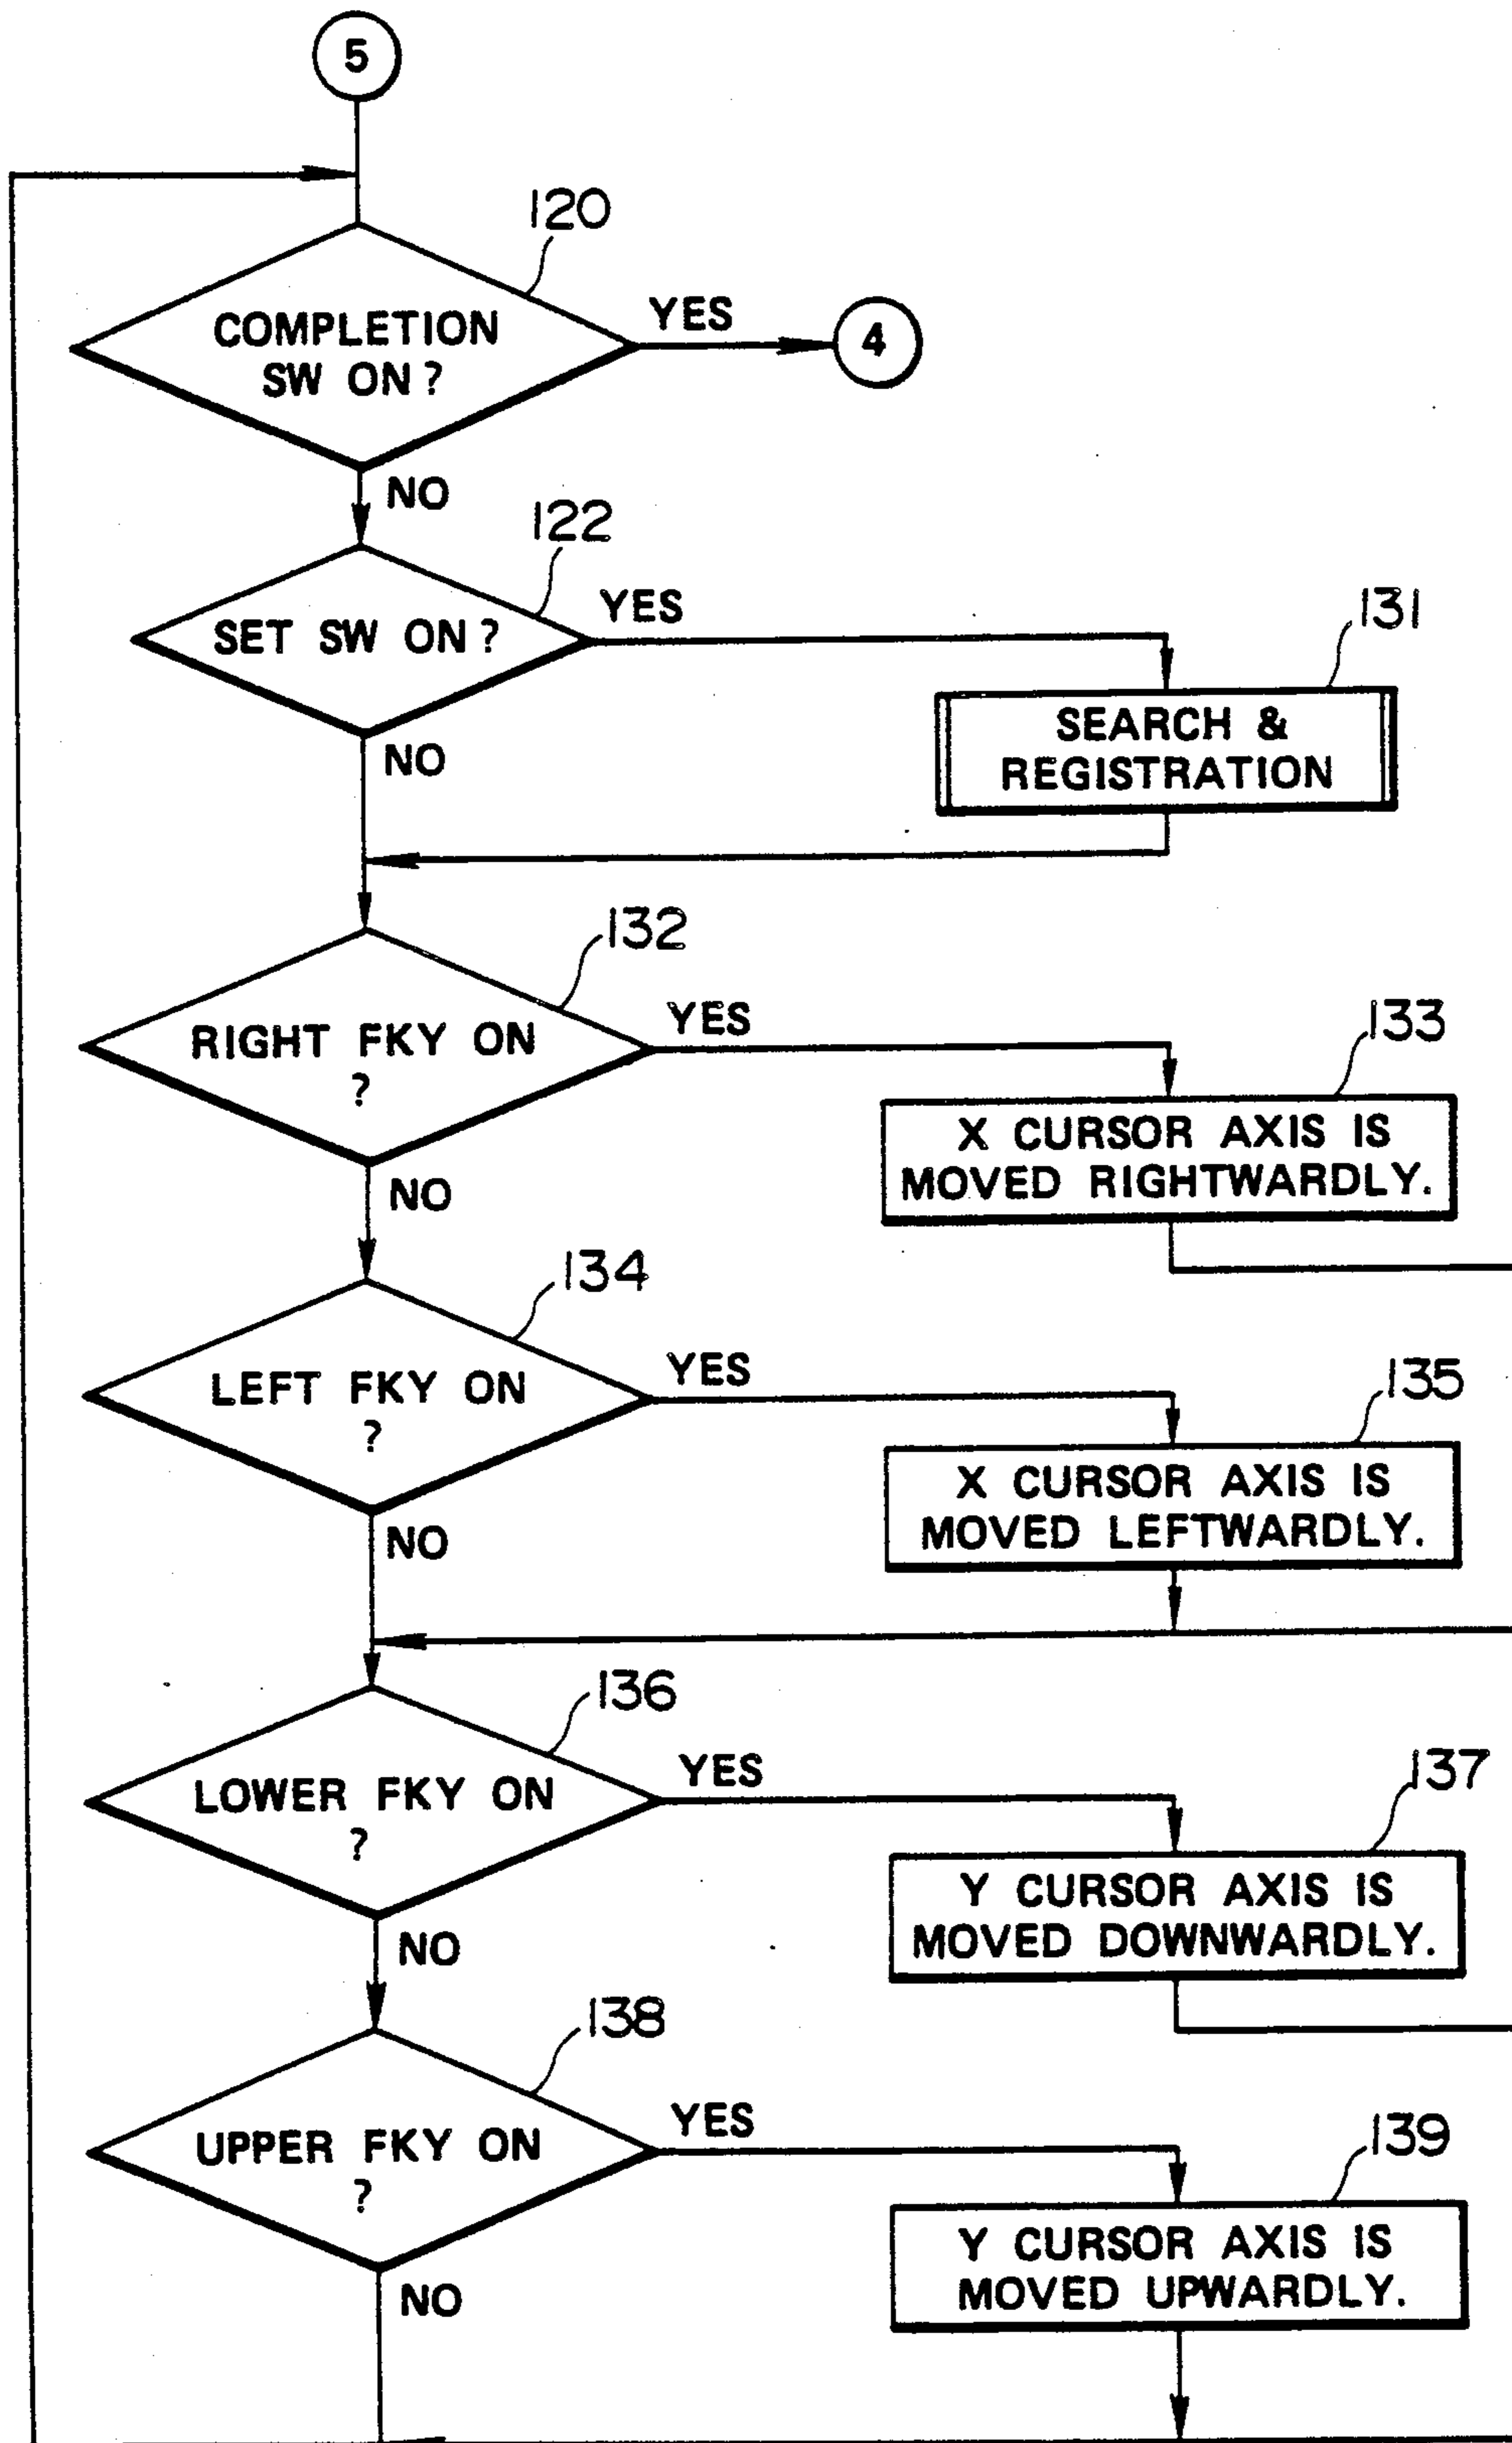 5
120
COMPLETION
SW ON?
YES
4
NO
122
SET SW ON?
YES
131
SEARCH &
REGISTRATION
NO
132
RIGHT FKY ON
?
YES
133
X CURSOR AXIS IS
MOVED RIGHTWARDLY.
NO
134
LEFT FKY ON
?
YES
135
X CURSOR AXIS IS
MOVED LEFTWARDLY.
NO
136
LOWER FKY ON
?
YES
137
Y CURSOR AXIS IS
MOVED DOWNWARDLY.
NO
138
UPPER FKY ON
?
YES
139
Y CURSOR AXIS IS
MOVED UPWARDLY.
NO